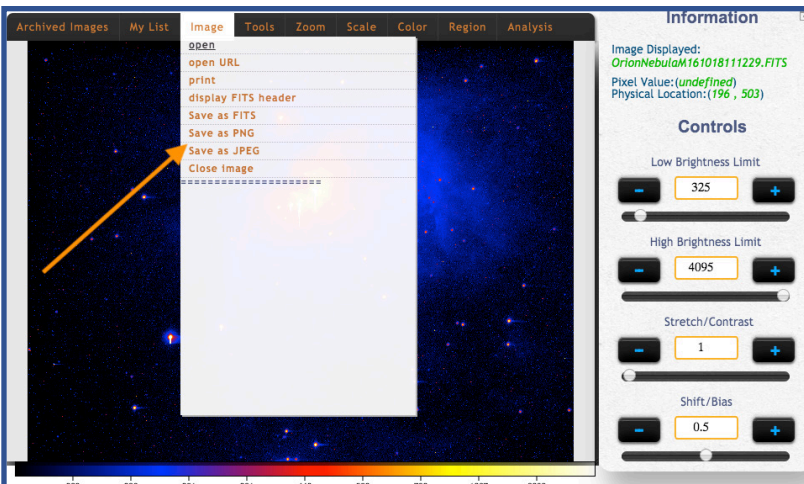 Archived Images My List Image Tools Zoom Scale Color Region Analysis
open
open URL
print
display FITS header
Save as FITS
Save as PNG
Save as JPEG
Close image
===================
Information
Image Displayed:
OrionNebulaM161018111229.FITS
Pixel Value:(undefined)
Physical Location:(196 , 503)
Controls
Low Brightness Limit
- 325 +
High Brightness Limit
- 4095 +
Stretch/Contrast
- 1 +
Shift/Bias
- 0.5 +